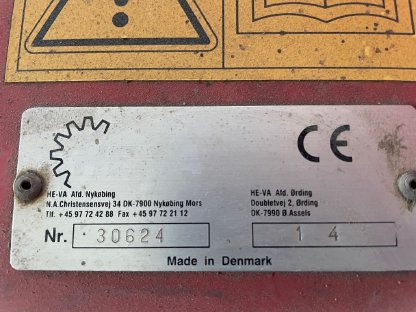 CE
HE-VA Afd. Nykøbing
N.A.Christensensvej 34 DK-7900 Nykøbing Mors
Tlf. +45 97 72 42 88 Fax +45 97 72 21 12
HE-VA Afd. Ørding
Doubletvej 2, Ørding
DK-7990 Ø.Assels
Nr. 30624
1 4
Made in Denmark